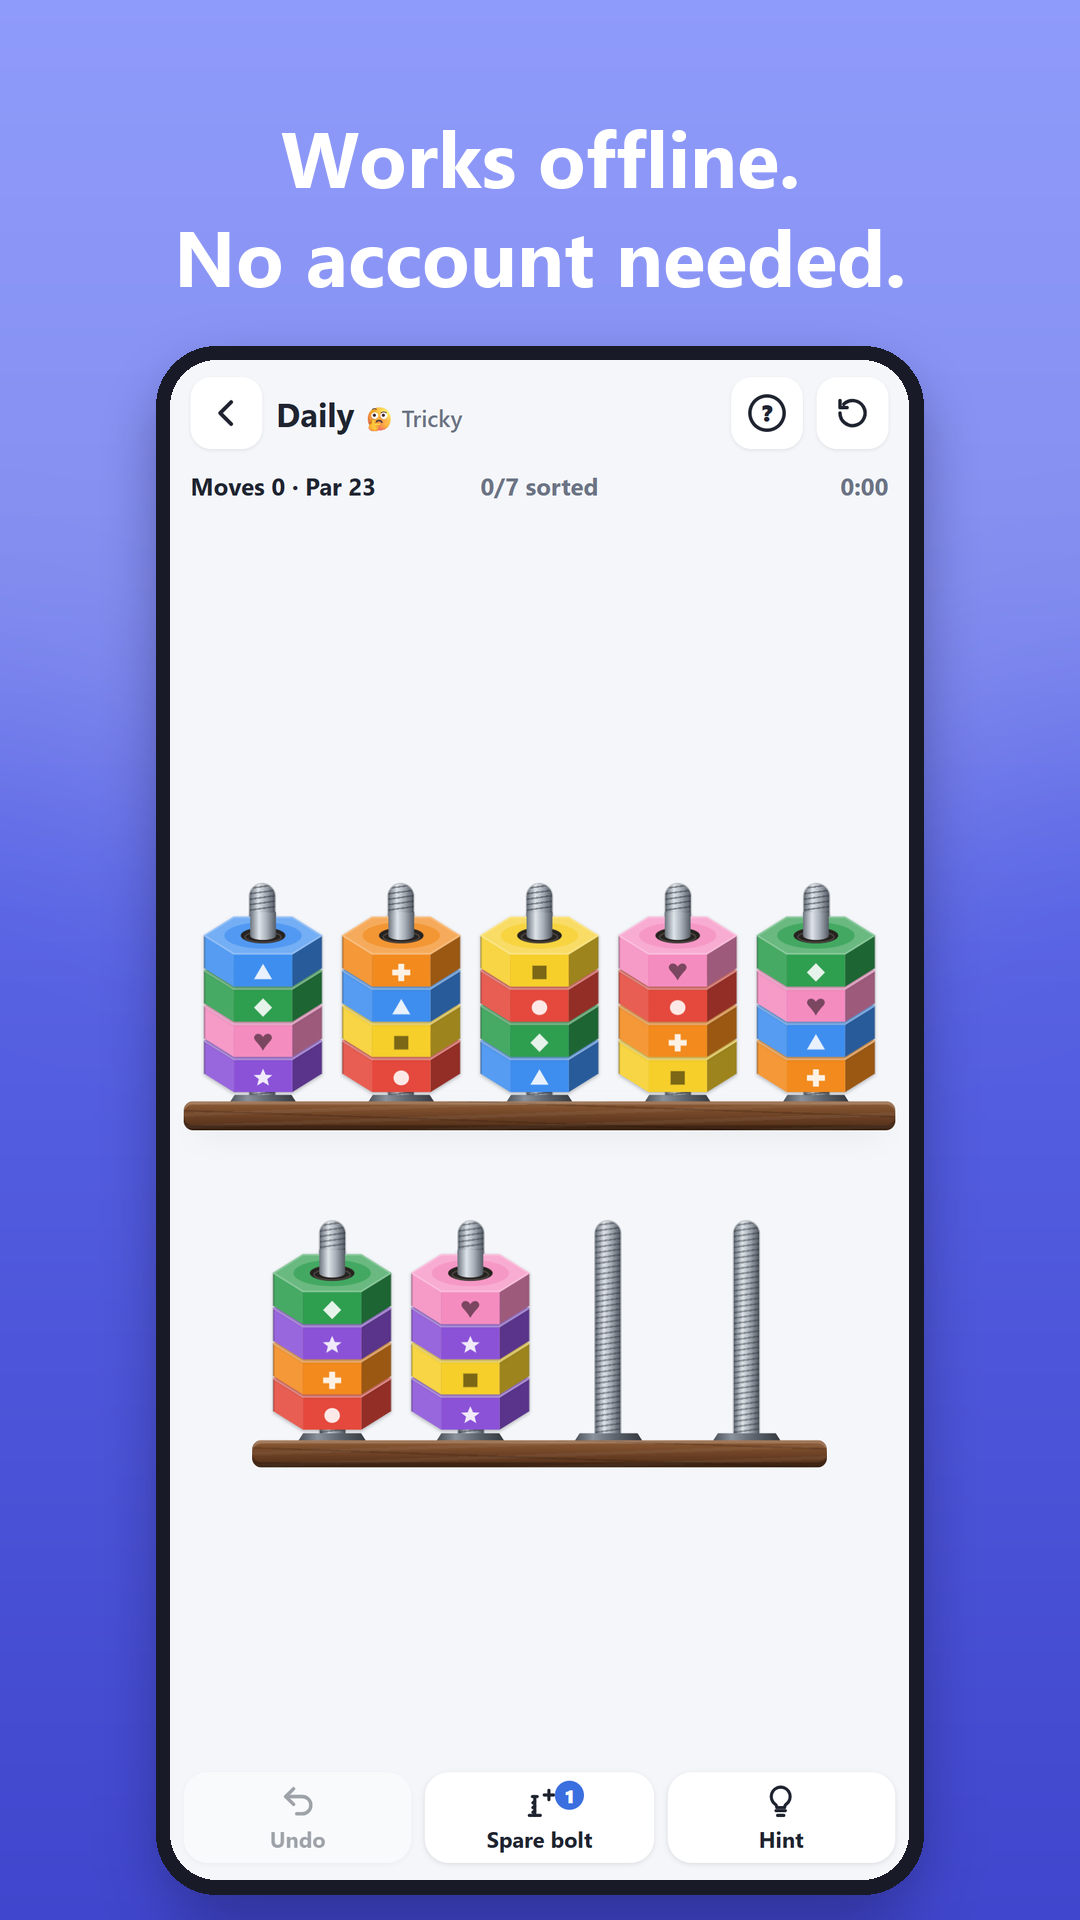 Works offline.
No account needed.
Daily 🤔 Tricky
Moves 0 · Par 23
0/7 sorted
0:00
Undo
1
Spare bolt
Hint